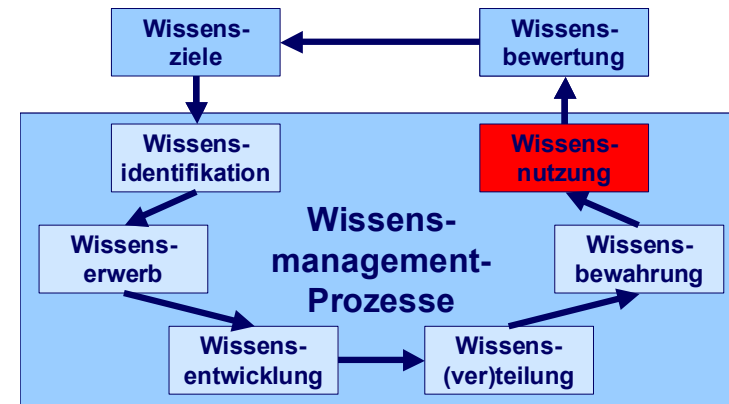 Wissens-
ziele
Wissens-
bewertung
Wissens-
identifikation
Wissens-
nutzung
Wissens-
erwerb
Wissens-
management-
Prozesse
Wissens-
bewahrung
Wissens-
entwicklung
Wissens-
(ver)teilung